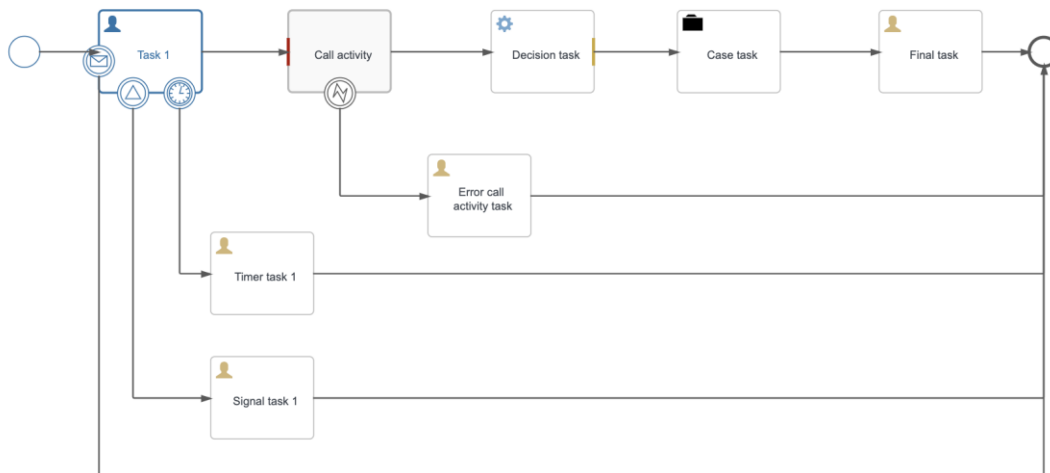 Task 1
Call activity
Decision task
Case task
Final task
Error call
activity task
Timer task 1
Signal task 1